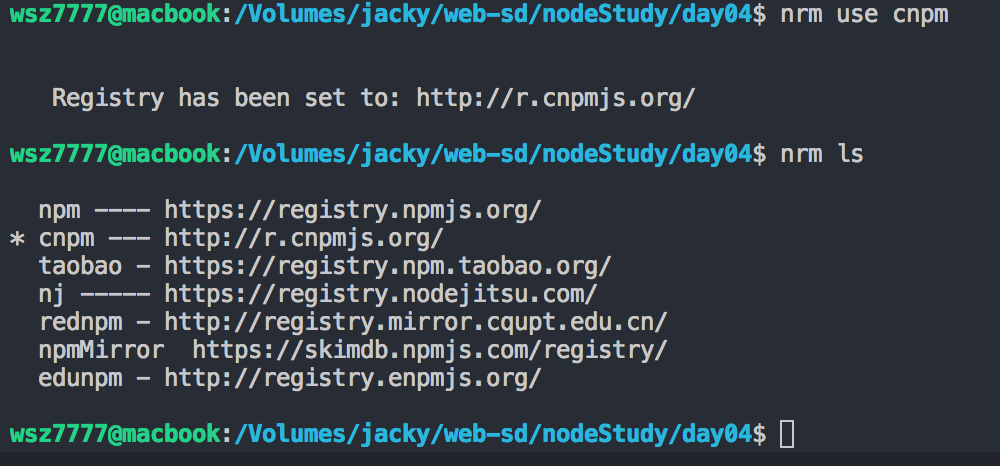 wsz7777@macbook:/Volumes/jacky/web-sd/nodeStudy/day04$ nrm use cnpm
Registry has been set to: http://r.cnpmjs.org/
wsz7777@macbook:/Volumes/jacky/web-sd/nodeStudy/day04$ nrm ls
npm ---- https://registry.npmjs.org/
* cnpm --- http://r.cnpmjs.org/
taobao - https://registry.npm.taobao.org/
nj ----- https://registry.nodejitsu.com/
rednpm - http://registry.mirror.cqupt.edu.cn/
npmMirror  https://skimdb.npmjs.com/registry/
edunpm - http://registry.enpmjs.org/
wsz7777@macbook:/Volumes/jacky/web-sd/nodeStudy/day04$